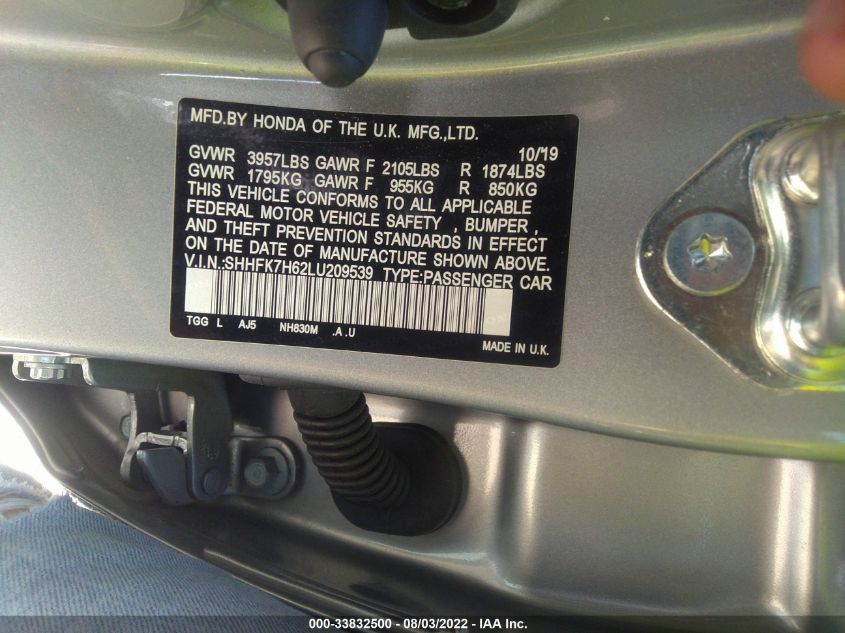 MFD.BY HONDA OF THE U.K. MFG.,LTD.
10/19
GVWR 3957LBS GAWR F 2105LBS R 1874LBS
GVWR 1795KG GAWR F 955KG R 850KG
THIS VEHICLE CONFORMS TO ALL APPLICABLE
FEDERAL MOTOR VEHICLE SAFETY , BUMPER ,
AND THEFT PREVENTION STANDARDS IN EFFECT
ON THE DATE OF MANUFACTURE SHOWN ABOVE.
V.I.N.:SHHFK7H62LU209539 TYPE:PASSENGER CAR
TGG L AJ5 NH830M .A .U
MADE IN U.K.
000-33832500 - 08/03/2022 - IAA Inc.